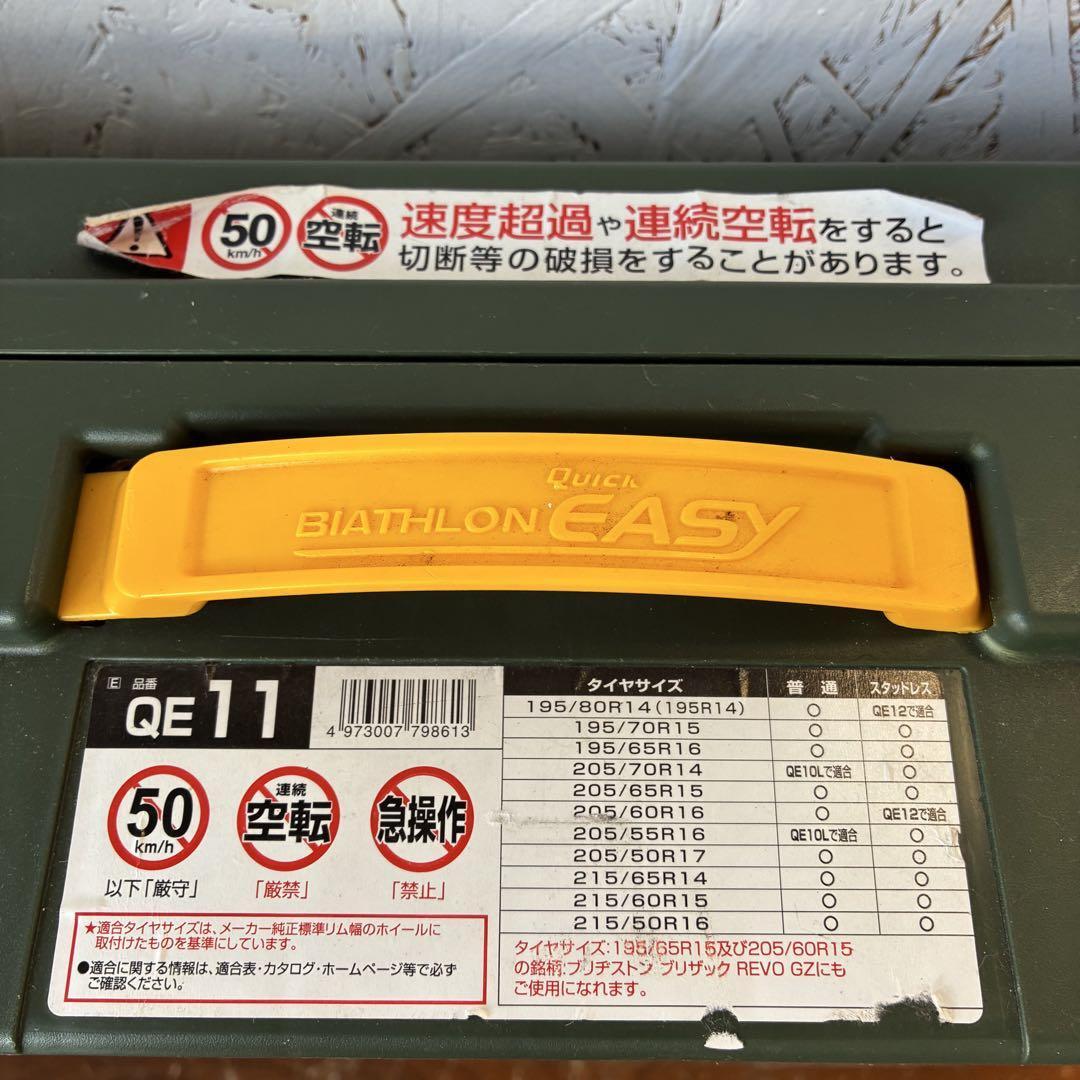 50 km/h 連続 空転 速度超過や連続空転をすると
切断等の破損をすることがあります。
QUICK
BIATHLON EASY
E 品番
QE11
4 973007 798613
50 km/h
以下「厳守」
連続
空転
「厳禁」
急操作
「禁止」
★適合タイヤサイズは、メーカー純正標準リム幅のホイールに
取付けたものを基準にしています。
●適合に関する情報は、適合表・カタログ・ホームページ等で必ず
ご確認ください。
タイヤサイズ 普通 スタッドレス
195/80R14(195R14) ○ QE12で適合
195/70R15 ○ ○
195/65R16 ○ ○
205/70R14 QE10Lで適合 ○
205/65R15 ○ ○
205/60R16 ○ QE12で適合
205/55R16 QE10Lで適合 ○
205/50R17 ○ ○
215/65R14 ○ ○
215/60R15 ○ ○
215/50R16 ○ ○
タイヤサイズ:195/65R15及び205/60R15
の銘柄:ブリヂストン ブリザック REVO GZにも
ご使用になれます。